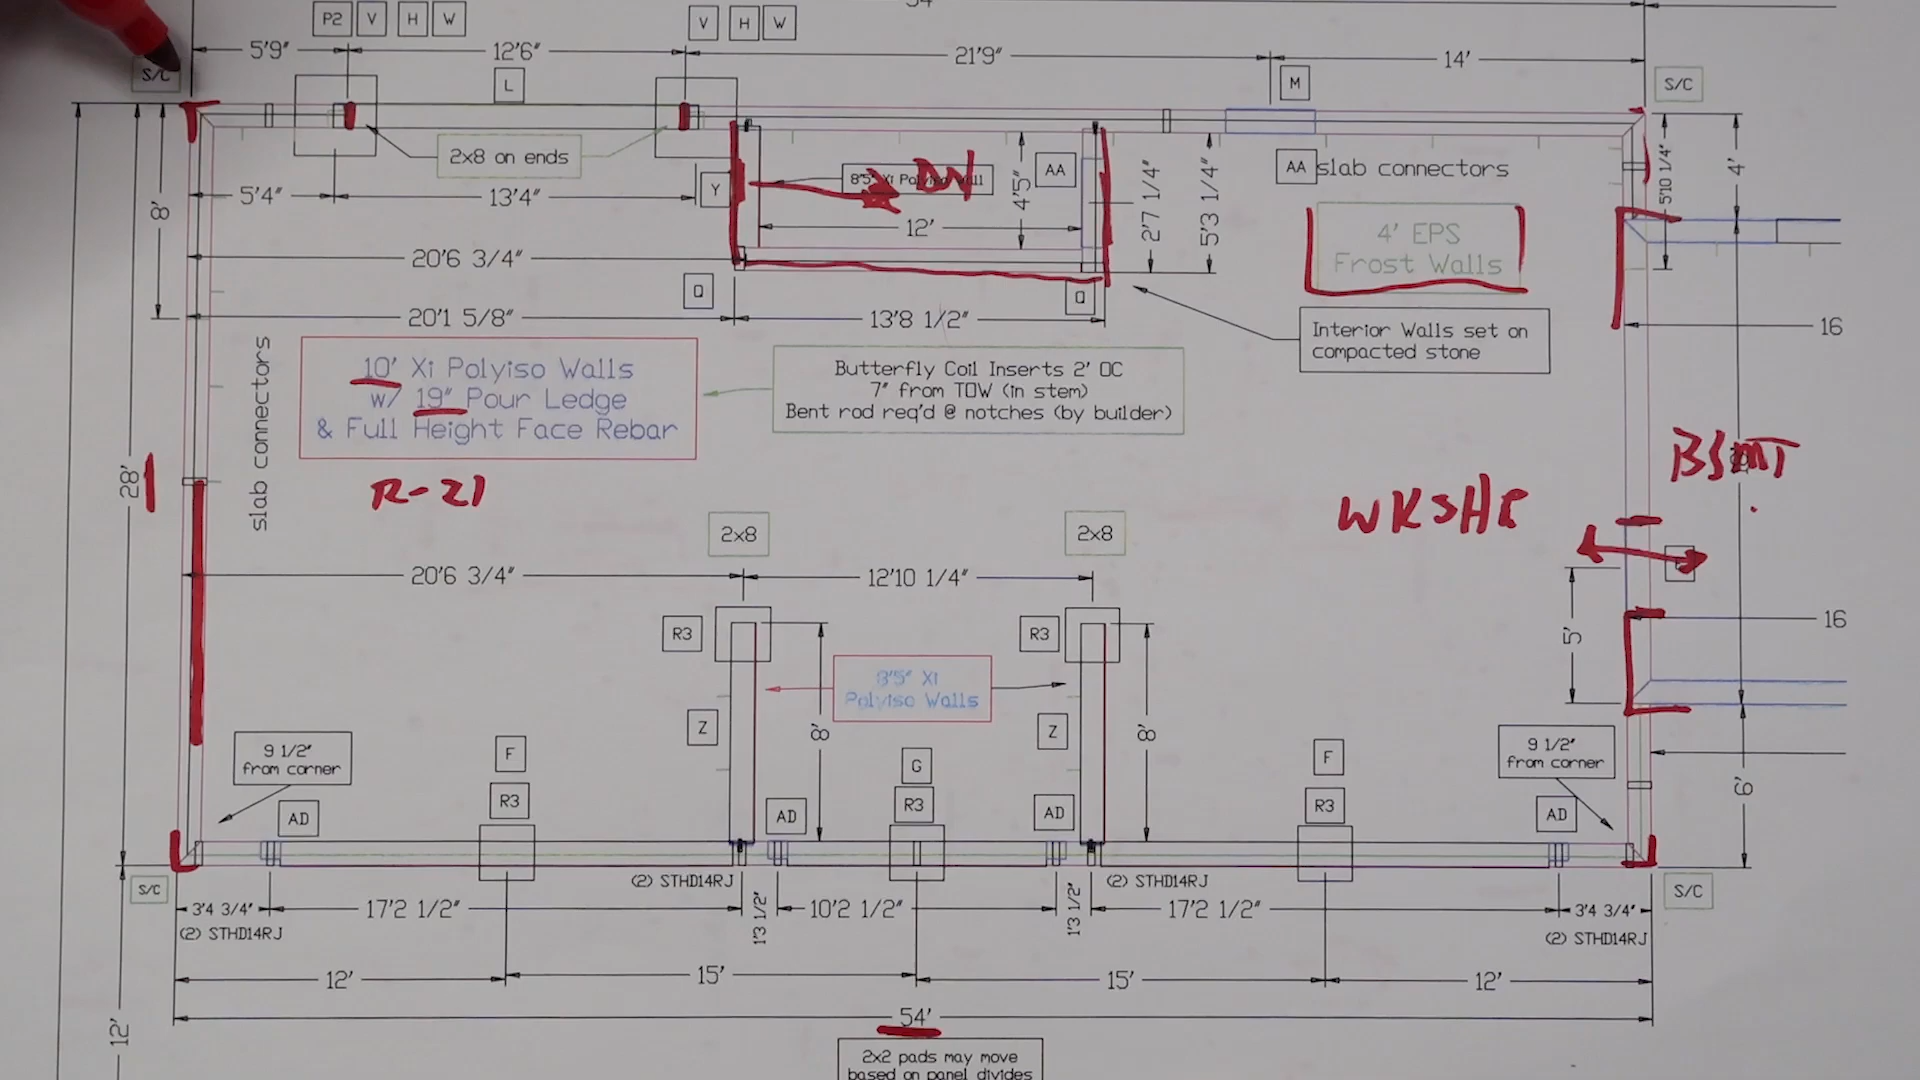 P2 V H W
V H W
5'9"
12'6"
21'9"
14'
S/C
L
M
S/C
2x8 on ends
8'5" Xi Polyiso Wall
AA
AA slab connectors
5'4"
13'4"
Y
4'5"
2'7 1/4"
5'3 1/4"
5'10 1/4"
4'
8'
12'
4' EPS
Frost Walls
20'6 3/4"
Q
Q
20'1 5/8"
13'8 1/2"
Interior Walls set on
compacted stone
16
10' Xi Polyiso Walls
w/ 19" Pour Ledge
& Full Height Face Rebar
Butterfly Coil Inserts 2' OC
7" from TOW (in stem)
Bent rod req'd @ notches (by builder)
slab connectors
28'
R-21
WKSHP
BSMT
2x8
2x8
20'6 3/4"
12'10 1/4"
R3
R3
5'
16
8'5" Xi
Polyiso Walls
Z
8'
Z
8'
9 1/2"
from corner
F
G
F
9 1/2"
from corner
R3
R3
R3
AD
AD
AD
AD
6'
S/C
(2) STHD14RJ
(2) STHD14RJ
S/C
3'4 3/4"
17'2 1/2"
1'3 1/2"
10'2 1/2"
1'3 1/2"
17'2 1/2"
3'4 3/4"
(2) STHD14RJ
(2) STHD14RJ
12'
15'
15'
12'
12'
54'
2x2 pads may move
based on panel divides